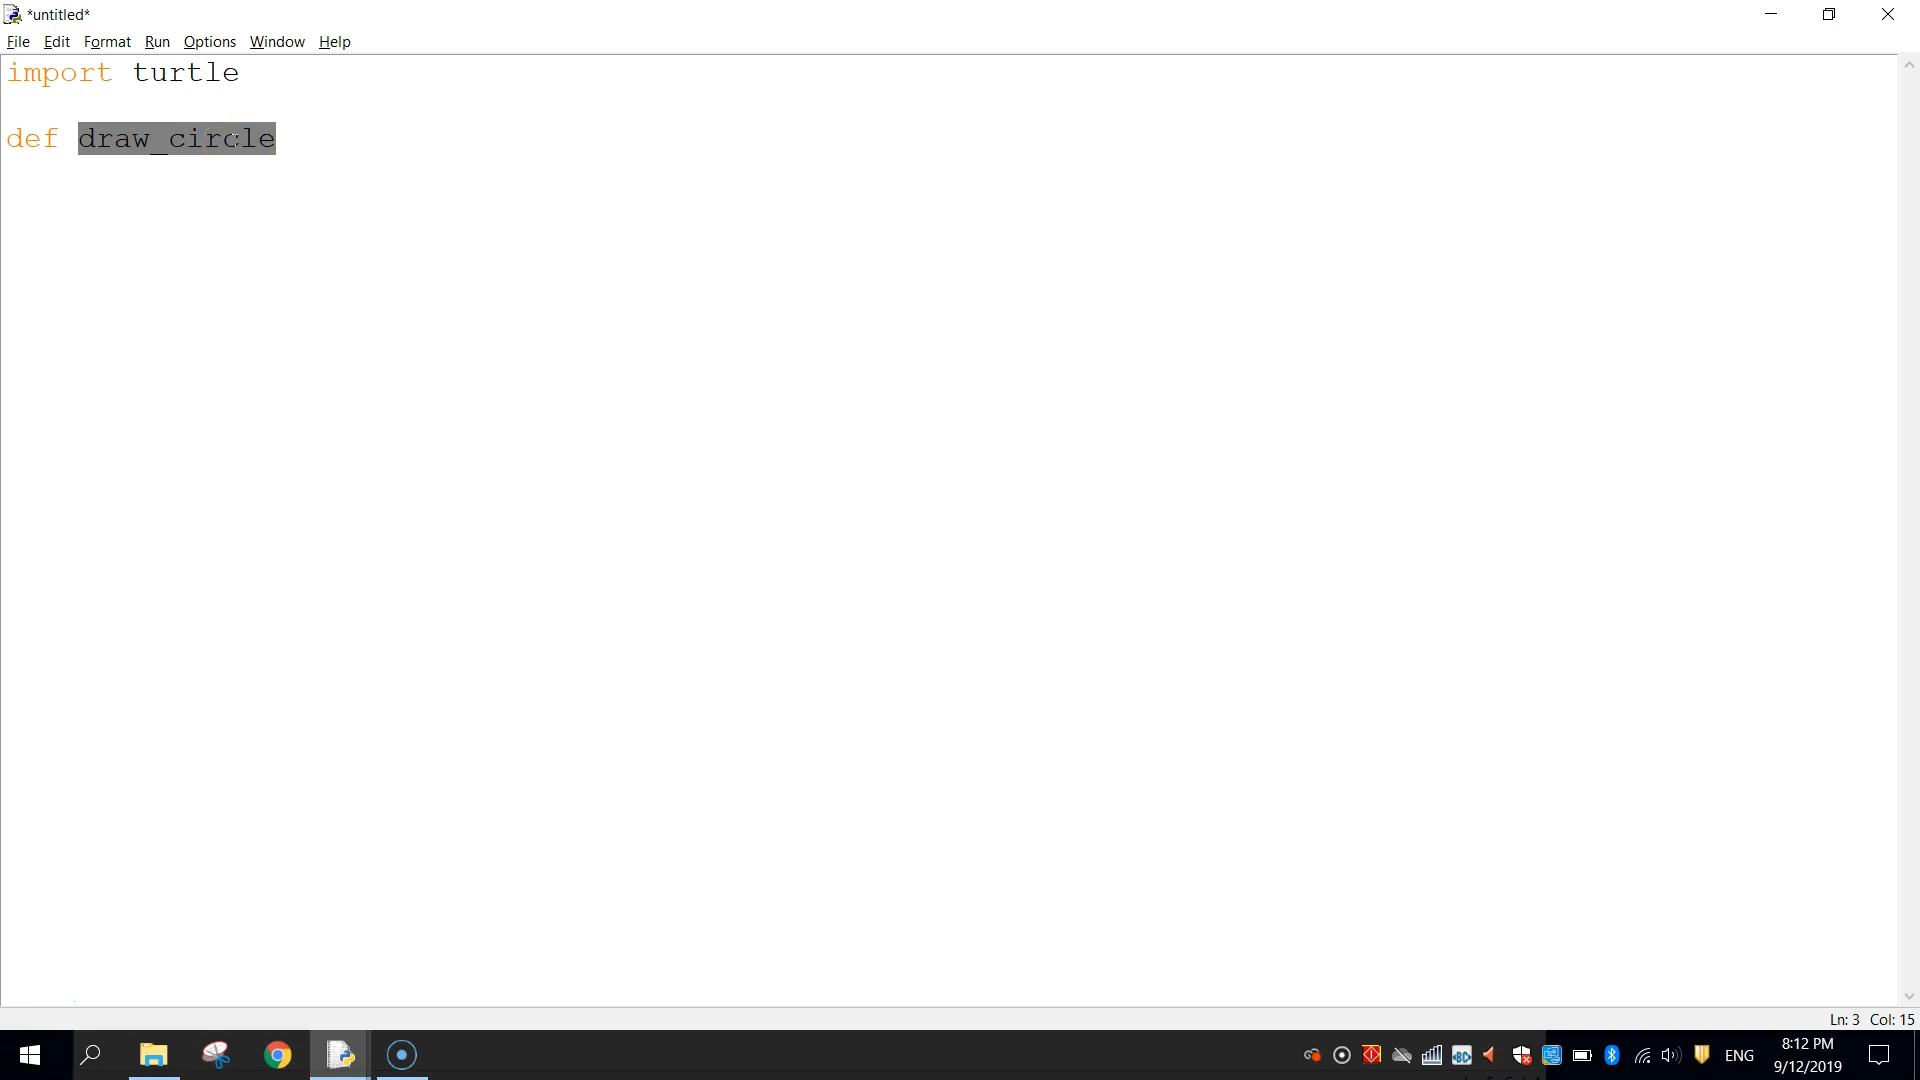 *untitled*
File Edit Format Run Options Window Help
import turtle
def draw_circle
Ln: 3 Col: 15
ENG
8:12 PM
9/12/2019